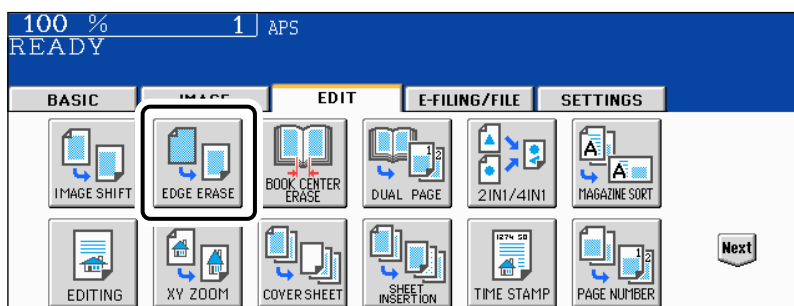 100 % 1 APS
READY
BASIC IMAGE EDIT E-FILING/FILE SETTINGS
IMAGE SHIFT EDGE ERASE BOOK CENTER ERASE DUAL PAGE 2IN1/4IN1 MAGAZINE SORT
EDITING XY ZOOM COVER SHEET SHEET INSERTION TIME STAMP PAGE NUMBER Next